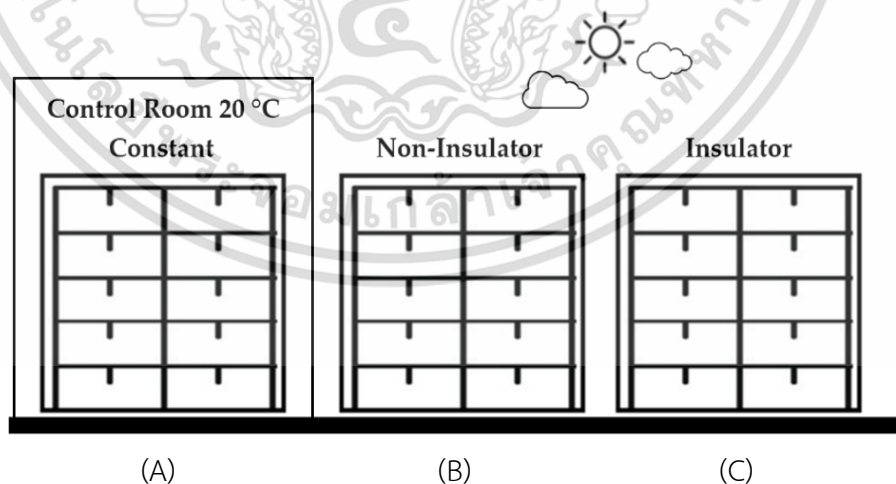 Control Room 20 °C
Constant
Non-Insulator
Insulator
(A)
(B)
(C)